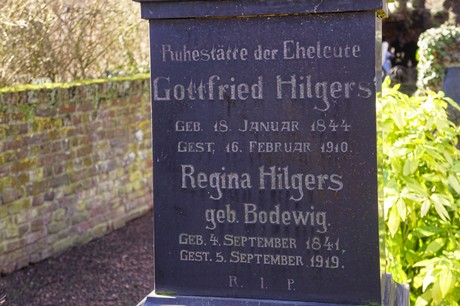 Ruhestätte der Eheleute
Gottfried Hilgers
GEB. 18. JANUAR 1844
GEST. 16. FEBRUAR 1910.
Regina Hilgers
geb. Bodewig.
GEB. 4. SEPTEMBER 1841.
GEST. 5. SEPTEMBER 1919.
R. I. P.